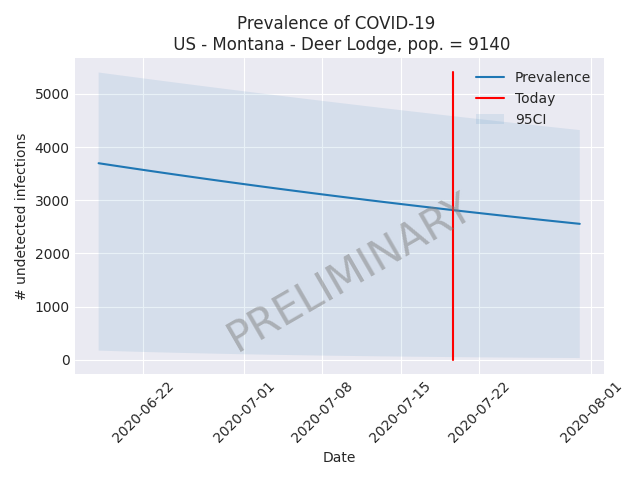 Prevalence of COVID-19
US - Montana - Deer Lodge, pop. = 9140
Prevalence
Today
95CI
# undetected infections
5000
4000
3000
2000
1000
0
PRELIMINARY
2020-06-22
2020-07-01
2020-07-08
2020-07-15
2020-07-22
2020-08-01
Date